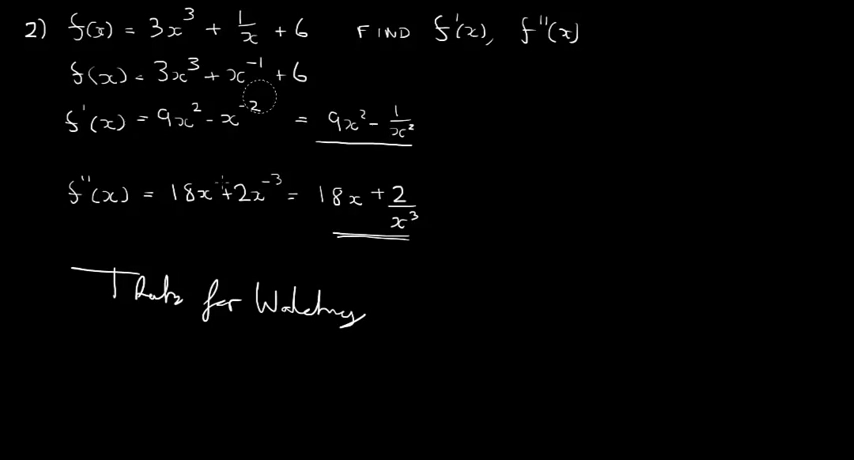 2) f(x) = 3x³ + 1/x + 6 FIND f'(x), f''(x)
f(x) = 3x³ + x⁻¹ + 6
f'(x) = 9x² - x⁻² = 9x² - 1/x²
f''(x) = 18x + 2x⁻³ = 18x + 2/x³
Thanks for Watching